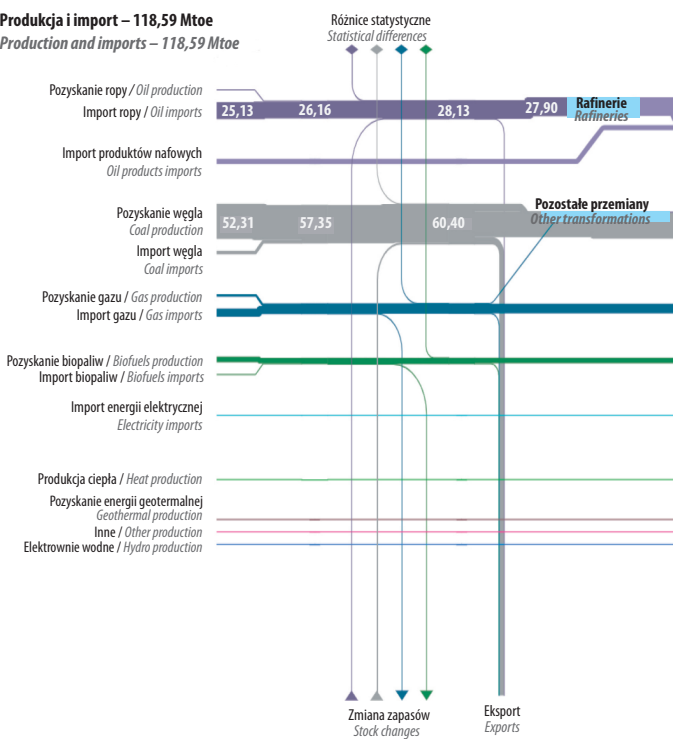 Produkcja i import – 118,59 Mtoe
Production and imports – 118,59 Mtoe
Różnice statystyczne
Statistical differences
Pozyskanie ropy / Oil production
Import ropy / Oil imports
25,13
26,16
28,13
27,90
Rafinerie
Rafineries
Import produktów nafowych
Oil products imports
Pozyskanie węgla
Coal production
52,31
57,35
60,40
Pozostałe przemiany
Other transformations
Import węgla
Coal imports
Pozyskanie gazu / Gas production
Import gazu / Gas imports
Pozyskanie biopaliw / Biofuels production
Import biopaliw / Biofuels imports
Import energii elektrycznej
Electricity imports
Produkcja ciepła / Heat production
Pozyskanie energii geotermalnej
Geothermal production
Inne / Other production
Elektrownie wodne / Hydro production
Zmiana zapasów
Stock changes
Eksport
Exports